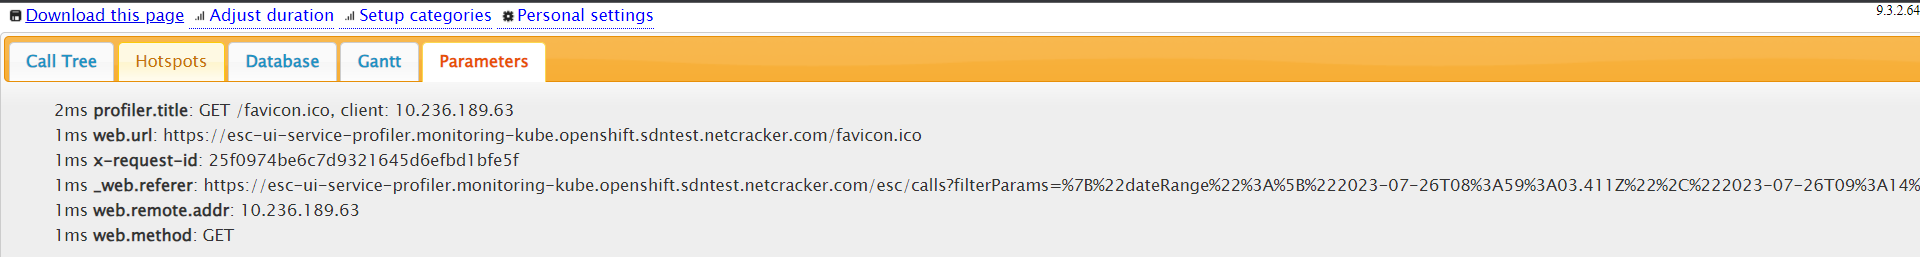 Download this page Adjust duration Setup categories Personal settings 9.3.2.64
Call Tree Hotspots Database Gantt Parameters
2ms profiler.title: GET /favicon.ico, client: 10.236.189.63
1ms web.url: https://esc-ui-service-profiler.monitoring-kube.openshift.sdntest.netcracker.com/favicon.ico
1ms x-request-id: 25f0974be6c7d9321645d6efbd1bfe5f
1ms _web.referer: https://esc-ui-service-profiler.monitoring-kube.openshift.sdntest.netcracker.com/esc/calls?filterParams=%7B%22dateRange%22%3A%5B%222023-07-26T08%3A59%3A03.411Z%22%2C%222023-07-26T09%3A14%
1ms web.remote.addr: 10.236.189.63
1ms web.method: GET